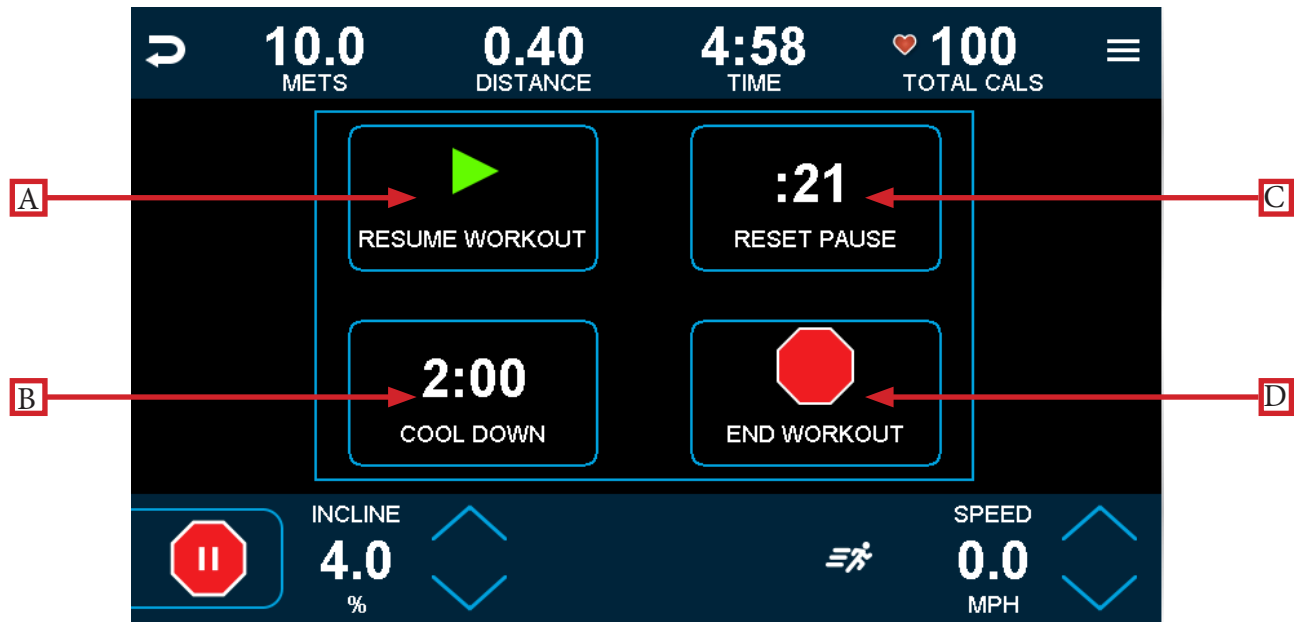 10.0 0.40 4:58 100
METS DISTANCE TIME TOTAL CALS
A
RESUME WORKOUT
:21
RESET PAUSE
C
B
2:00
COOL DOWN
END WORKOUT
D
INCLINE
4.0
%
SPEED
0.0
MPH